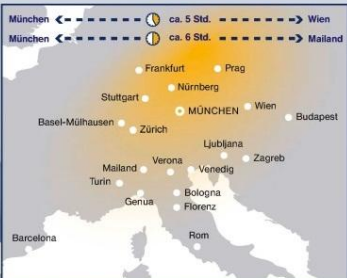 München ca. 5 Std. Wien
München ca. 6 Std. Mailand
Frankfurt
Prag
Nürnberg
Stuttgart
MÜNCHEN
Wien
Budapest
Basel-Mülhausen
Zürich
Ljubljana
Zagreb
Mailand
Verona
Venedig
Turin
Genua
Bologna
Florenz
Barcelona
Rom